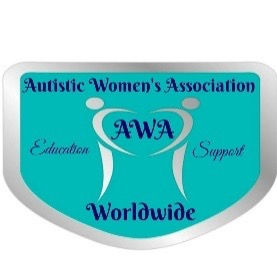 Autistic Women's Association
AWA
Education Support
Worldwide